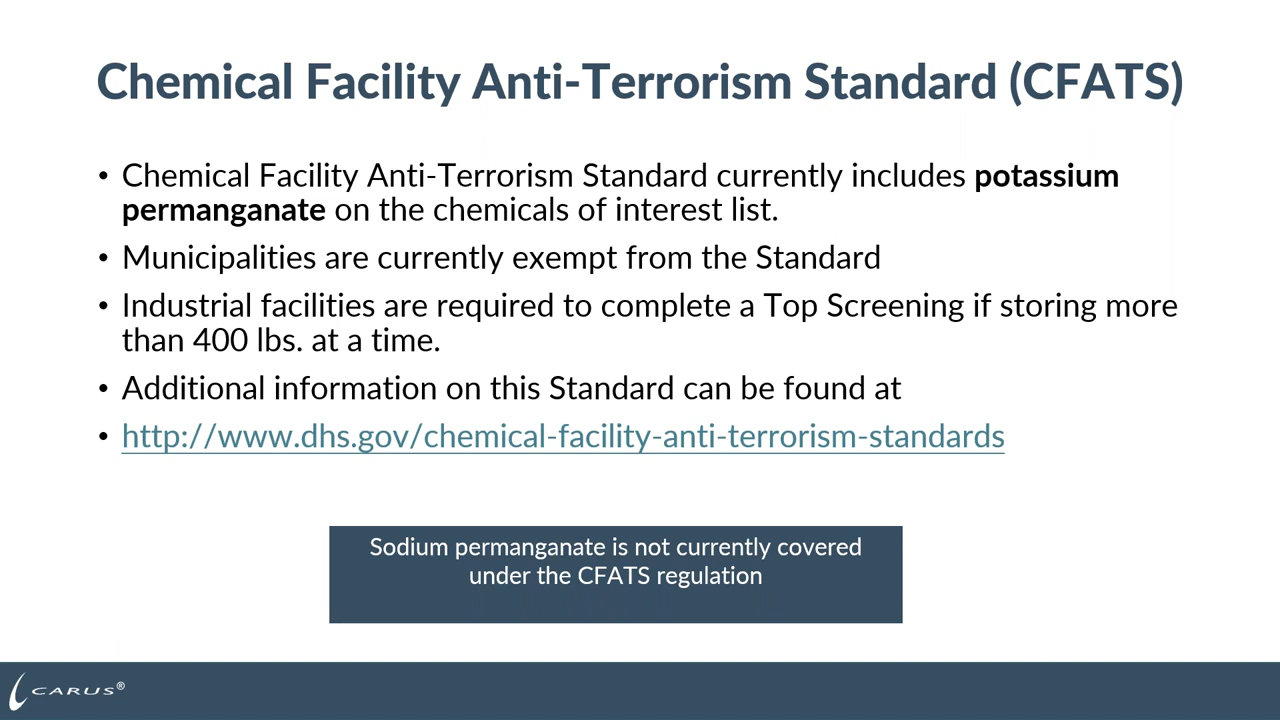 Chemical Facility Anti-Terrorism Standard (CFATS)
• Chemical Facility Anti-Terrorism Standard currently includes potassium
permanganate on the chemicals of interest list.
• Municipalities are currently exempt from the Standard
• Industrial facilities are required to complete a Top Screening if storing more
than 400 lbs. at a time.
• Additional information on this Standard can be found at
• http://www.dhs.gov/chemical-facility-anti-terrorism-standards
Sodium permanganate is not currently covered
under the CFATS regulation
CARUS®